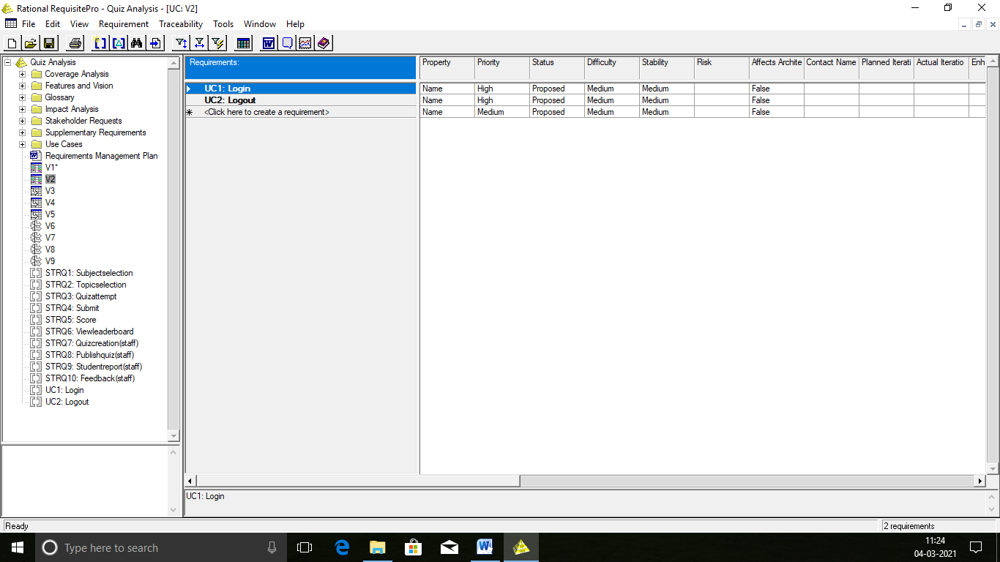 Rational RequisitePro - Quiz Analysis - [UC: V2]
File Edit View Requirement Traceability Tools Window Help
Quiz Analysis
Coverage Analysis
Features and Vision
Glossary
Impact Analysis
Stakeholder Requests
Supplementary Requirements
Use Cases
Requirements Management Plan
V1*
V2
V3
V4
V5
V6
V7
V8
V9
STRQ1: Subjectselection
STRQ2: Topicselection
STRQ3: Quizattempt
STRQ4: Submit
STRQ5: Score
STRQ6: Viewleaderboard
STRQ7: Quizcreation(staff)
STRQ8: Publishquiz(staff)
STRQ9: Studentreport(staff)
STRQ10: Feedback(staff)
UC1: Login
UC2: Logout
Requirements: Property Priority Status Difficulty Stability Risk Affects Archite Contact Name Planned Iterati Actual Iteratio Enh
UC1: Login Name High Proposed Medium Medium False
UC2: Logout Name High Proposed Medium Medium False
<Click here to create a requirement> Name Medium Proposed Medium Medium False
UC1: Login
Ready 2 requirements
Type here to search
11:24
04-03-2021